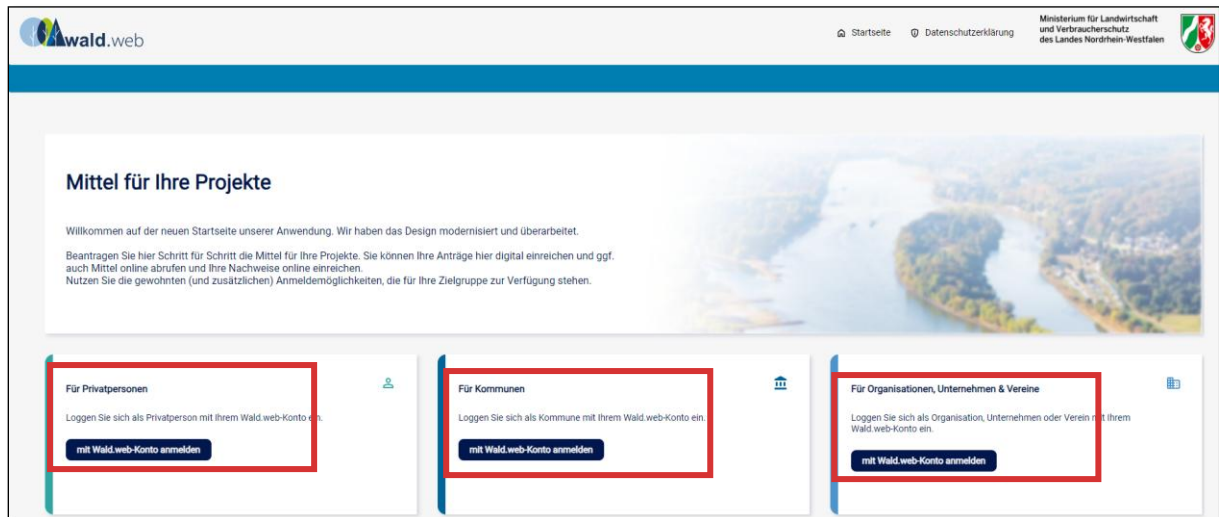 wald.web
Startseite
Datenschutzerklärung
Ministerium für Landwirtschaft
und Verbraucherschutz
des Landes Nordrhein-Westfalen
Mittel für Ihre Projekte
Willkommen auf der neuen Startseite unserer Anwendung. Wir haben das Design modernisiert und überarbeitet.
Beantragen Sie hier Schritt für Schritt die Mittel für Ihre Projekte. Sie können Ihre Anträge hier digital einreichen und ggf.
auch Mittel online abrufen und Ihre Nachweise online einreichen.
Nutzen Sie die gewohnten (und zusätzlichen) Anmeldemöglichkeiten, die für Ihre Zielgruppe zur Verfügung stehen.
Für Privatpersonen
Loggen Sie sich als Privatperson mit Ihrem Wald.web-Konto ein.
mit Wald.web-Konto anmelden
Für Kommunen
Loggen Sie sich als Kommune mit Ihrem Wald.web-Konto ein.
mit Wald.web-Konto anmelden
Für Organisationen, Unternehmen & Vereine
Loggen Sie sich als Organisation, Unternehmen oder Verein mit Ihrem
Wald.web-Konto ein.
mit Wald.web-Konto anmelden